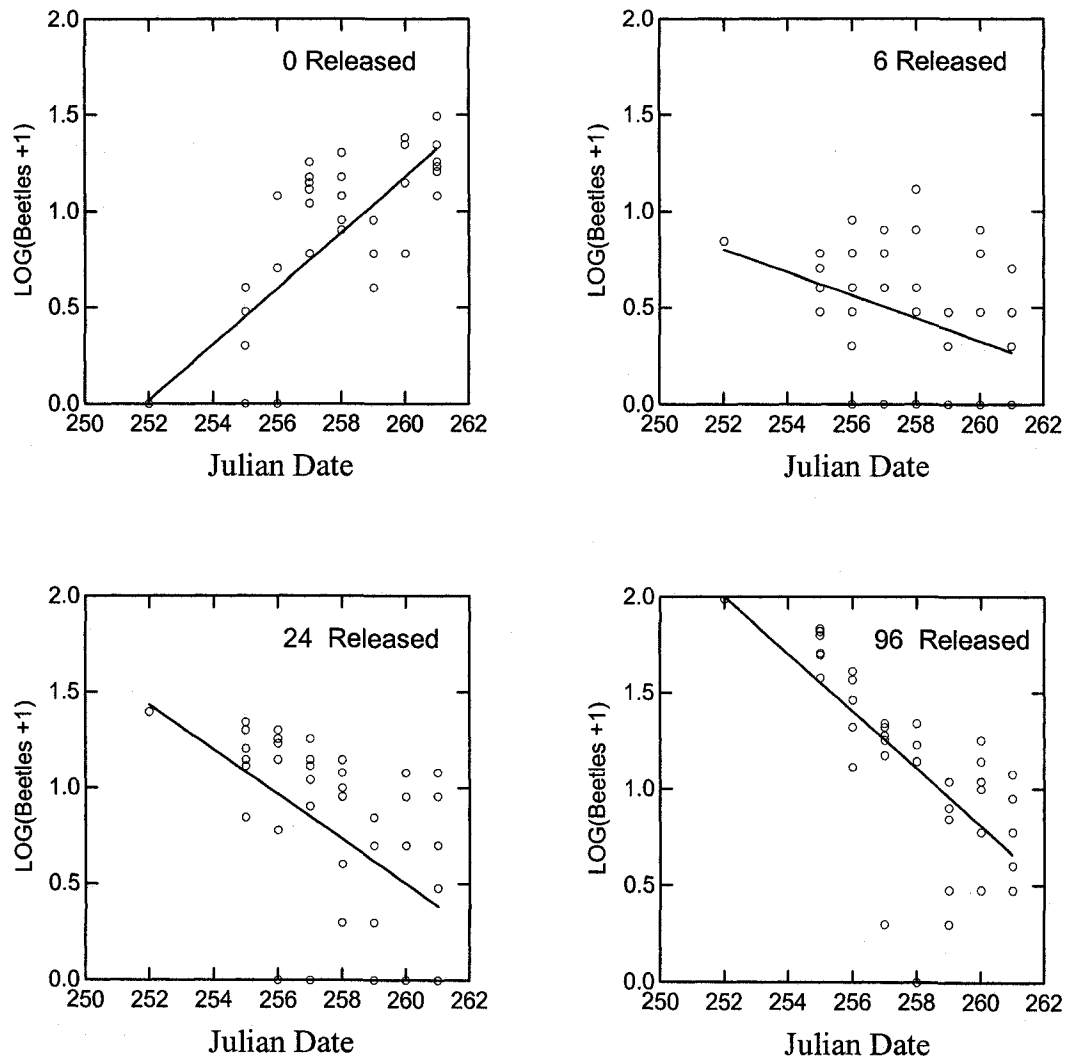 2.0
0 Released
1.5
LOG(Beetles +1)
1.0
0.5
0.0
250 252 254 256 258 260 262
Julian Date
2.0
6 Released
1.5
LOG(Beetles +1)
1.0
0.5
0.0
250 252 254 256 258 260 262
Julian Date
2.0
24 Released
1.5
LOG(Beetles +1)
1.0
0.5
0.0
250 252 254 256 258 260 262
Julian Date
2.0
96 Released
1.5
LOG(Beetles +1)
1.0
0.5
0.0
250 252 254 256 258 260 262
Julian Date